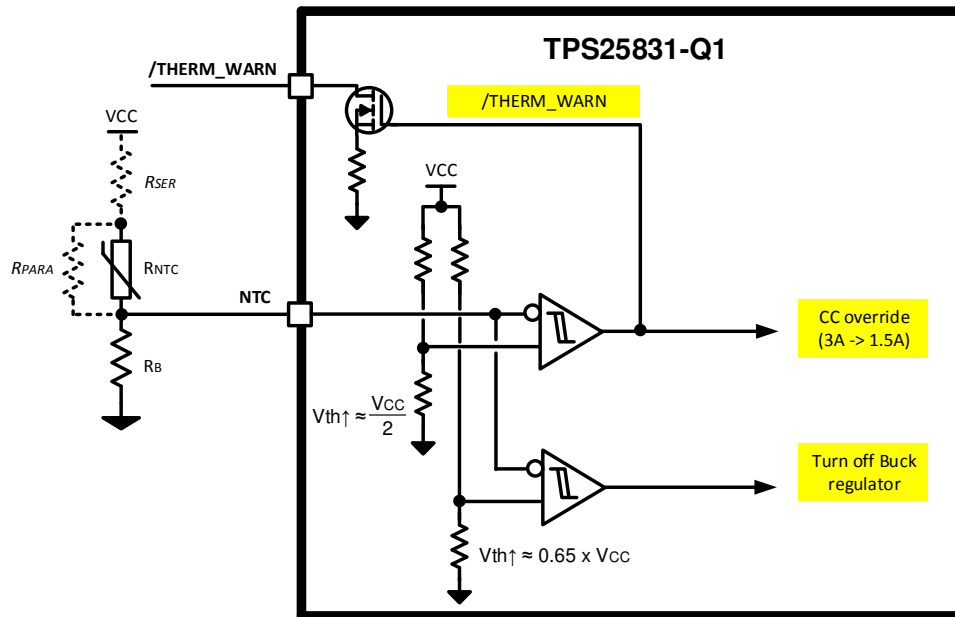 TPS25831-Q1
/THERM_WARN
/THERM_WARN
VCC
VCC
RSER
RPARA
RNTC
NTC
CC override
(3A -> 1.5A)
RB
Vth↑ ≈ VCC
2
Turn off Buck
regulator
Vth↑ ≈ 0.65 x VCC